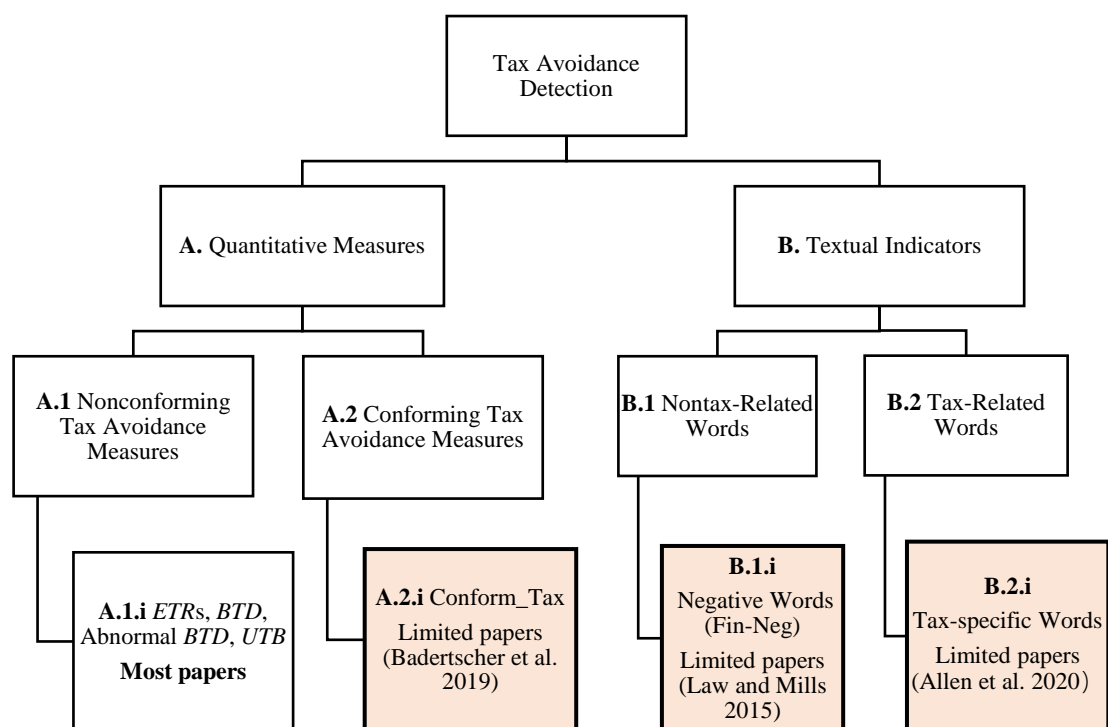 Tax Avoidance
Detection
A. Quantitative Measures
B. Textual Indicators
A.1 Nonconforming
Tax Avoidance
Measures
A.2 Conforming Tax
Avoidance Measures
B.1 Nontax-Related
Words
B.2 Tax-Related
Words
A.1.i ETRs, BTD,
Abnormal BTD, UTB
Most papers
A.2.i Conform_Tax
Limited papers
(Badertscher et al.
2019)
B.1.i
Negative Words
(Fin-Neg)
Limited papers
(Law and Mills
2015)
B.2.i
Tax-specific Words
Limited papers
(Allen et al. 2020）